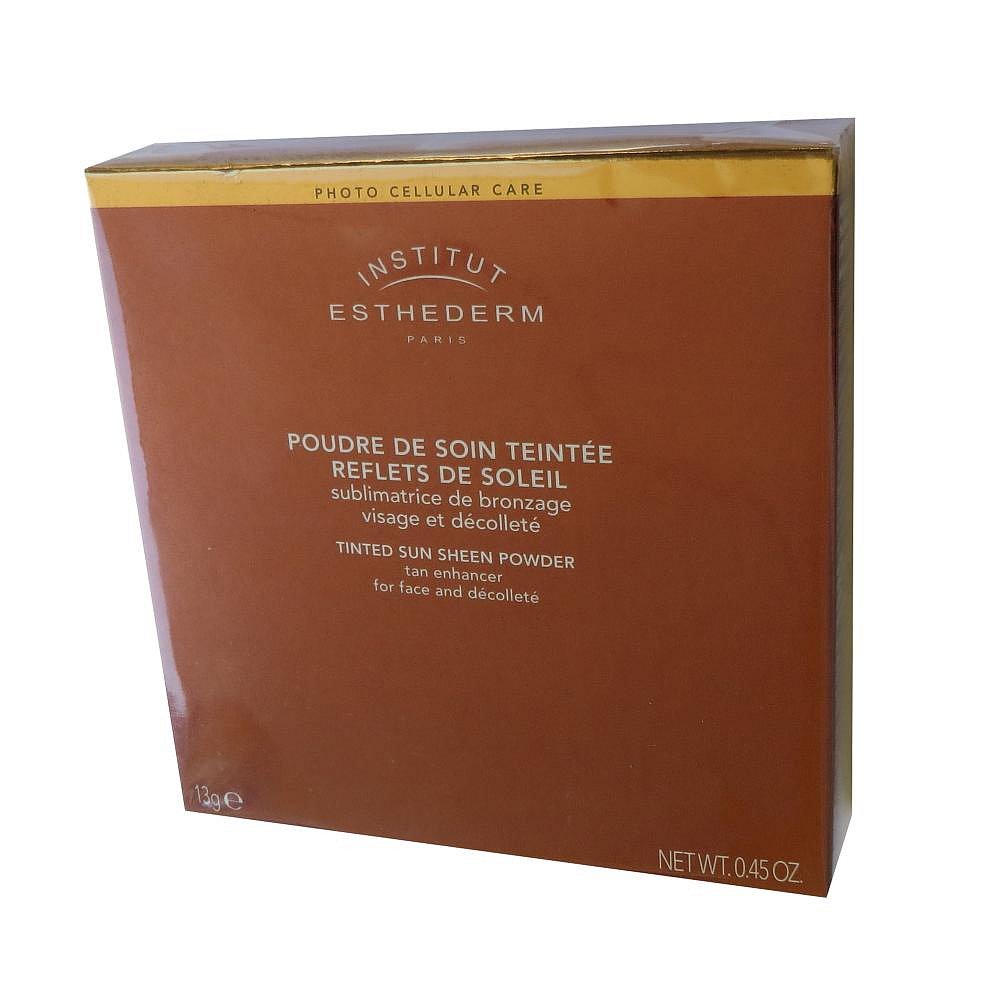 PHOTO CELLULAR CARE
INSTITUT
ESTHEDERM
PARIS
POUDRE DE SOIN TEINTÉE
REFLETS DE SOLEIL
sublimatrice de bronzage
visage et décolleté
TINTED SUN SHEEN POWDER
tan enhancer
for face and décolleté
13g ℮
NET WT. 0.45 OZ.